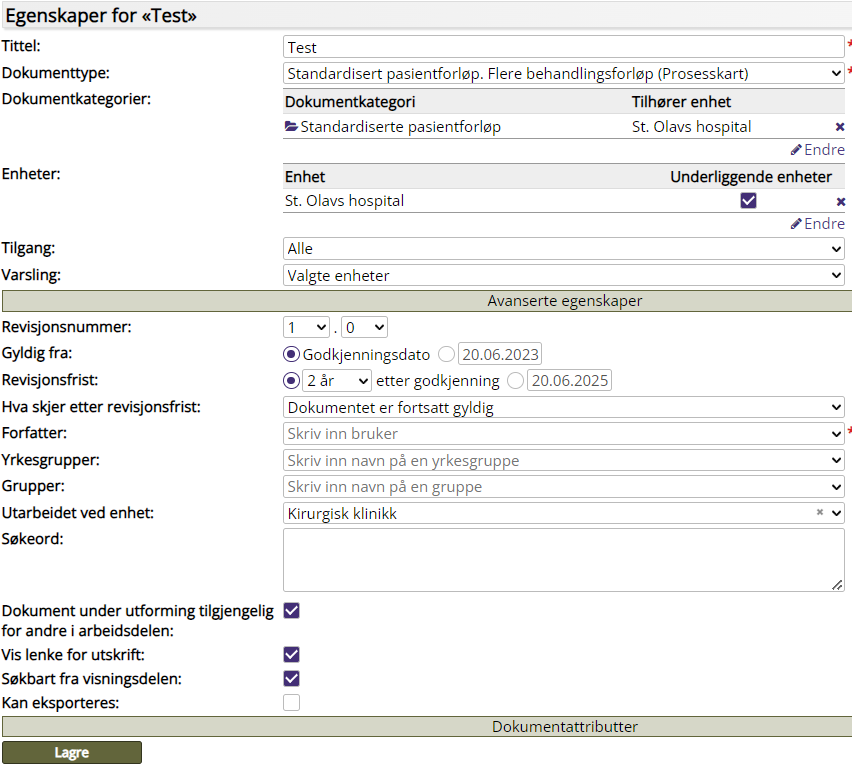 Egenskaper for «Test»
Tittel: Test *
Dokumenttype: Standardisert pasientforløp. Flere behandlingsforløp (Prosesskart) *
Dokumentkategorier: Dokumentkategori Tilhører enhet
Standardiserte pasientforløp St. Olavs hospital
Endre
Enheter: Enhet Underliggende enheter
St. Olavs hospital
Endre
Tilgang: Alle
Varsling: Valgte enheter
Avanserte egenskaper
Revisjonsnummer: 1 . 0
Gyldig fra: Godkjenningsdato 20.06.2023
Revisjonsfrist: 2 år etter godkjenning 20.06.2025
Hva skjer etter revisjonsfrist: Dokumentet er fortsatt gyldig
Forfatter: Skriv inn bruker *
Yrkesgrupper: Skriv inn navn på en yrkesgruppe
Grupper: Skriv inn navn på en gruppe
Utarbeidet ved enhet: Kirurgisk klinikk
Søkeord:
Dokument under utforming tilgjengelig
for andre i arbeidsdelen:
Vis lenke for utskrift:
Søkbart fra visningsdelen:
Kan eksporteres:
Dokumentattributter
Lagre